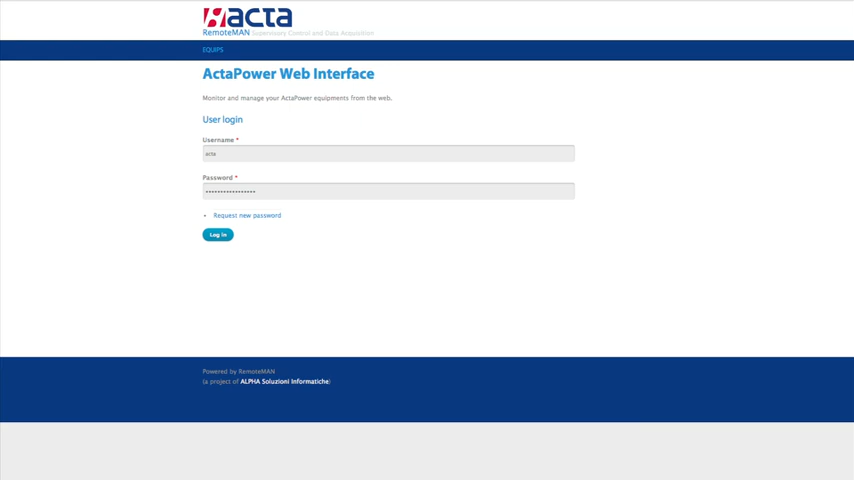 acta
RemoteMAN Supervisory Control and Data Acquisition
EQUIPS
ActaPower Web Interface
Monitor and manage your ActaPower equipments from the web.
User login
Username *
acta
Password *
•••••••••••••••••
Request new password
Log in
Powered by RemoteMAN
(a project of ALPHA Soluzioni Informatiche)